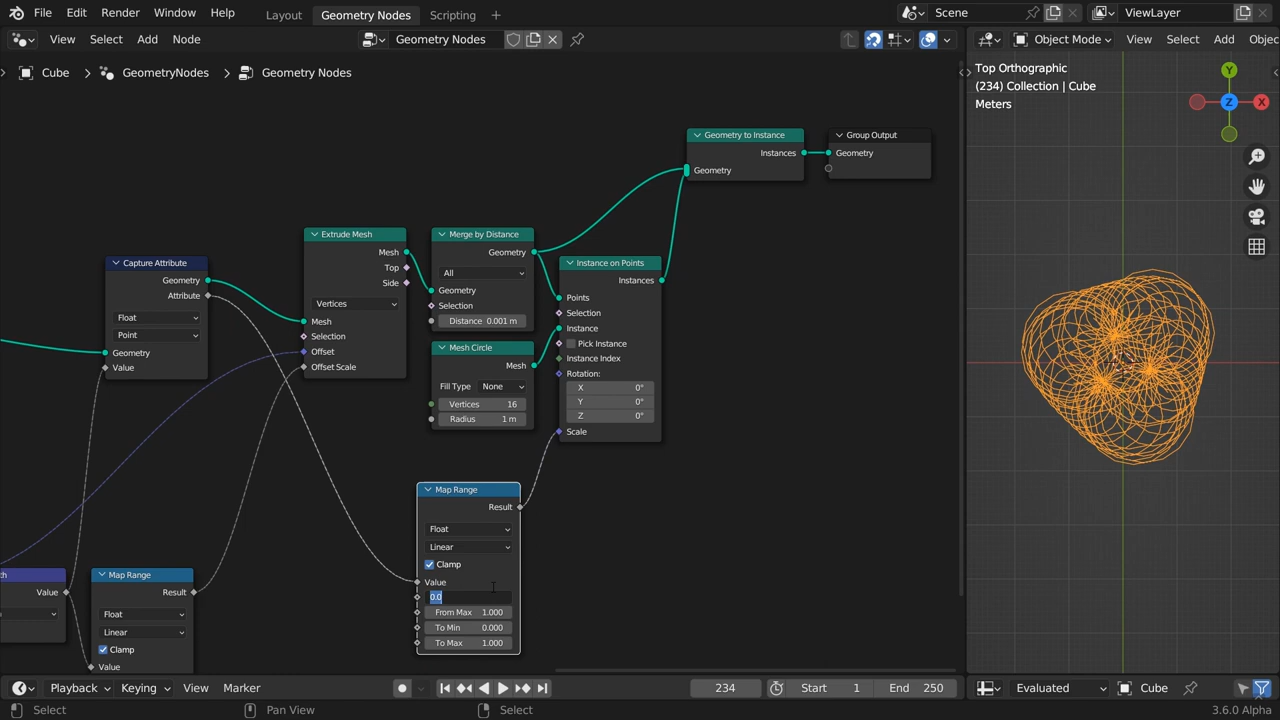 File Edit Render Window Help Layout Geometry Nodes Scripting + Scene ViewLayer
View Select Add Node Geometry Nodes Object Mode View Select Add Objec
Cube > GeometryNodes > Geometry Nodes
Top Orthographic
(234) Collection | Cube
Meters
Y
X
Z
Geometry to Instance
Instances
Geometry
Group Output
Geometry
Capture Attribute
Geometry
Attribute
Float
Point
Geometry
Value
Extrude Mesh
Mesh
Top
Side
Vertices
Mesh
Selection
Offset
Offset Scale
Merge by Distance
Geometry
All
Geometry
Selection
Distance 0.001 m
Mesh Circle
Mesh
Fill Type None
Vertices 16
Radius 1 m
Instance on Points
Instances
Points
Selection
Instance
Pick Instance
Instance Index
Rotation:
X 0°
Y 0°
Z 0°
Scale
Map Range
Result
Float
Linear
Clamp
Value
0.0
From Max 1.000
To Min 0.000
To Max 1.000
th
Value
Map Range
Result
Float
Linear
Clamp
Value
Playback Keying View Marker 234 Start 1 End 250 Evaluated Cube
Select Pan View Select 3.6.0 Alpha